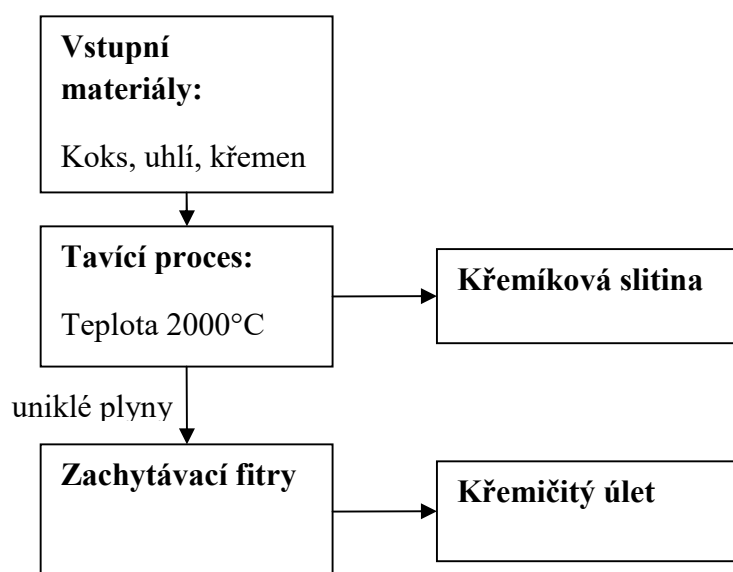 Vstupní
materiály:
Koks, uhlí, křemen
Tavící proces:
Teplota 2000°C
Křemíková slitina
uniklé plyny
Zachytávací fitry
Křemičitý úlet